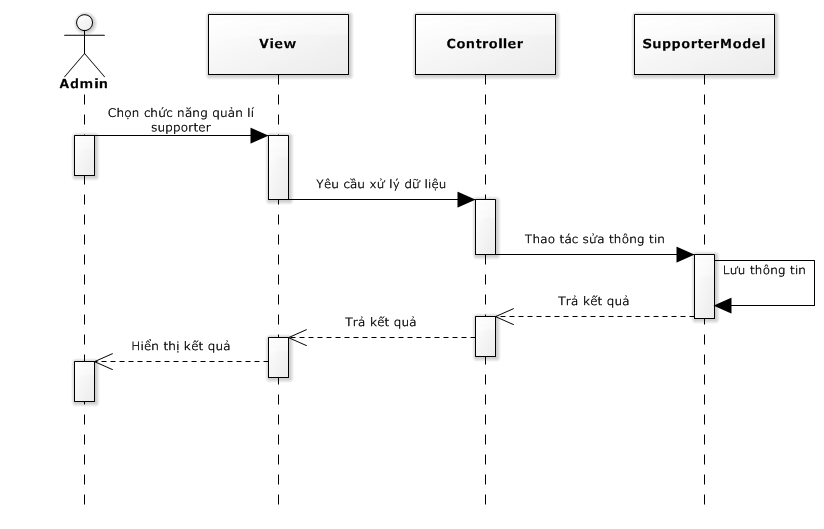 View
Controller
SupporterModel
Admin
Chọn chức năng quản lí
supporter
Yêu cầu xử lý dữ liệu
Thao tác sửa thông tin
Lưu thông tin
Trả kết quả
Trả kết quả
Hiển thị kết quả